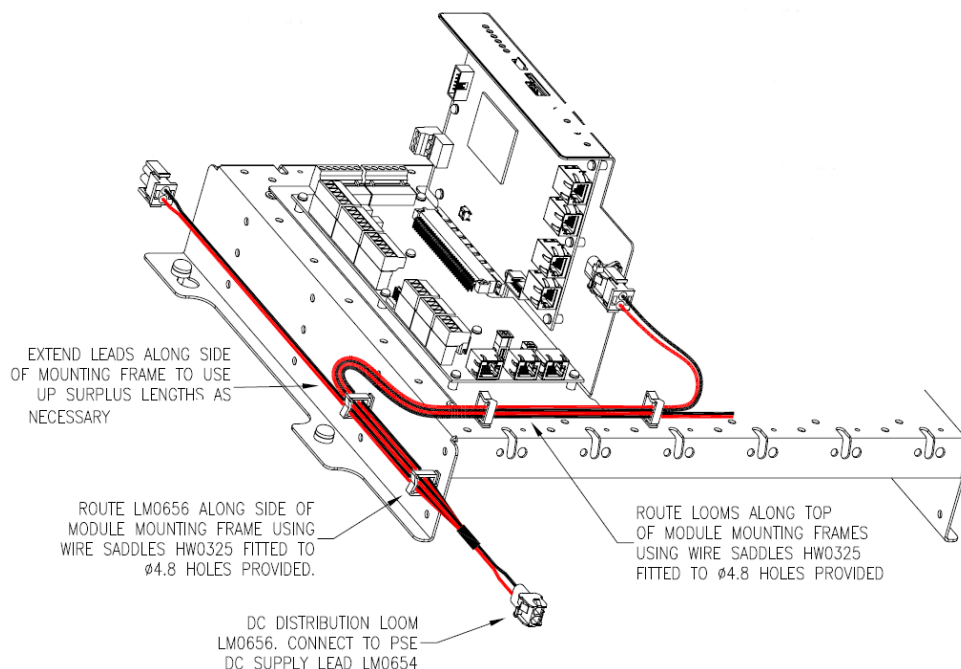 EXTEND LEADS ALONG SIDE
OF MOUNTING FRAME TO USE
UP SURPLUS LENGTHS AS
NECESSARY
ROUTE LM0656 ALONG SIDE OF
MODULE MOUNTING FRAME USING
WIRE SADDLES HW0325 FITTED TO
ø4.8 HOLES PROVIDED.
ROUTE LOOMS ALONG TOP
OF MODULE MOUNTING FRAMES
USING WIRE SADDLES HW0325
FITTED TO ø4.8 HOLES PROVIDED
DC DISTRIBUTION LOOM
LM0656. CONNECT TO PSE
DC SUPPLY LEAD LM0654